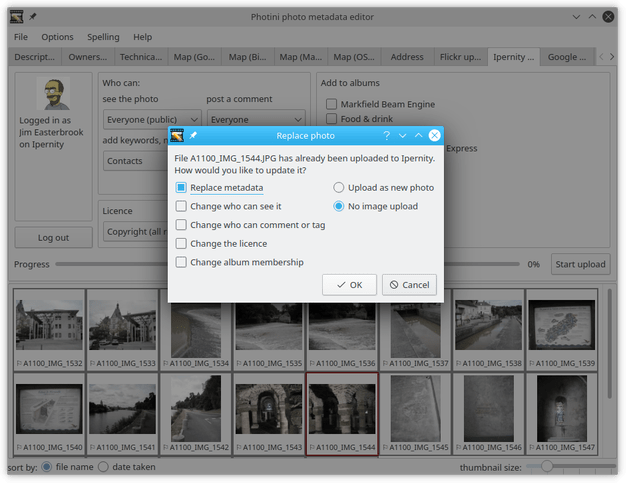 Photini photo metadata editor
File Options Spelling Help
Descript... Owners... Technica... Map (Go... Map (Bi... Map (Ma... Map (OS... Address Flickr up... Ipernity ... Google ...
Who can:
Add to albums
see the photo post a comment
Markfield Beam Engine
Everyone (public) Everyone
Food & drink
Logged in as
Jim Easterbrook
on Ipernity
add keywords, n
Express
Contacts
Licence
Copyright (all r
Log out
Replace photo
File A1100_IMG_1544.JPG has already been uploaded to Ipernity.
How would you like to update it?
Replace metadata Upload as new photo
Change who can see it No image upload
Change who can comment or tag
Change the licence
Change album membership
OK Cancel
Progress 0% Start upload
A1100_IMG_1532 A1100_IMG_1533 A1100_IMG_1534 A1100_IMG_1535 A1100_IMG_1536 A1100_IMG_1537 A1100_IMG_1538 A1100_IMG_1539
A1100_IMG_1540 A1100_IMG_1541 A1100_IMG_1542 A1100_IMG_1543 A1100_IMG_1544 A1100_IMG_1545 A1100_IMG_1546 A1100_IMG_1547
sort by: file name date taken thumbnail size: